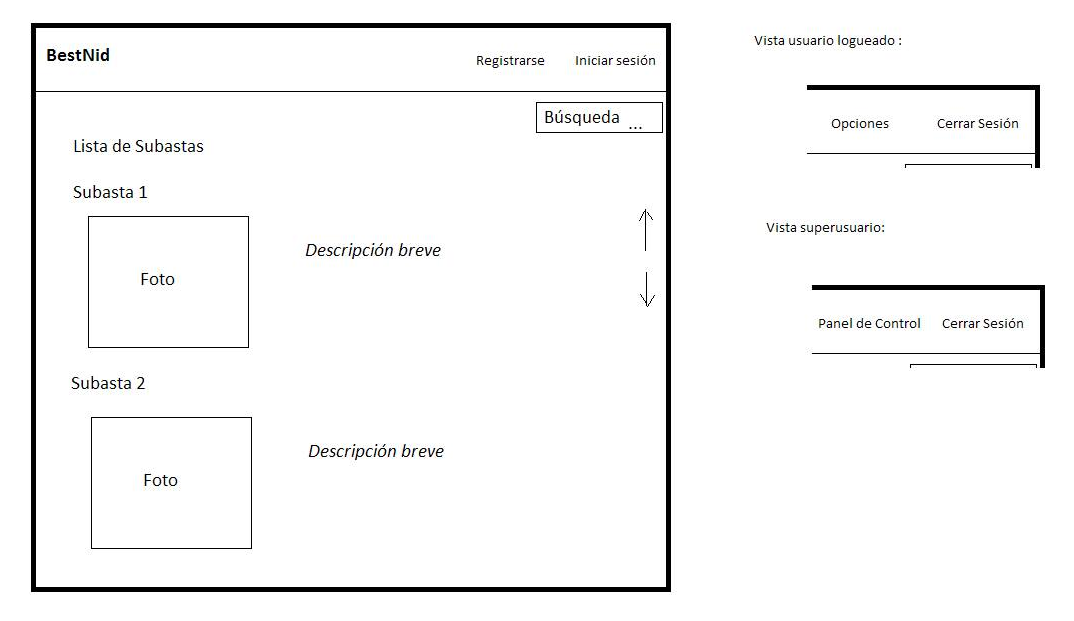 BestNid
Registrarse Iniciar sesión
Búsqueda ...
Lista de Subastas
Subasta 1
Foto
Descripción breve
Subasta 2
Foto
Descripción breve
Vista usuario logueado :
Opciones Cerrar Sesión
Vista superusuario:
Panel de Control Cerrar Sesión